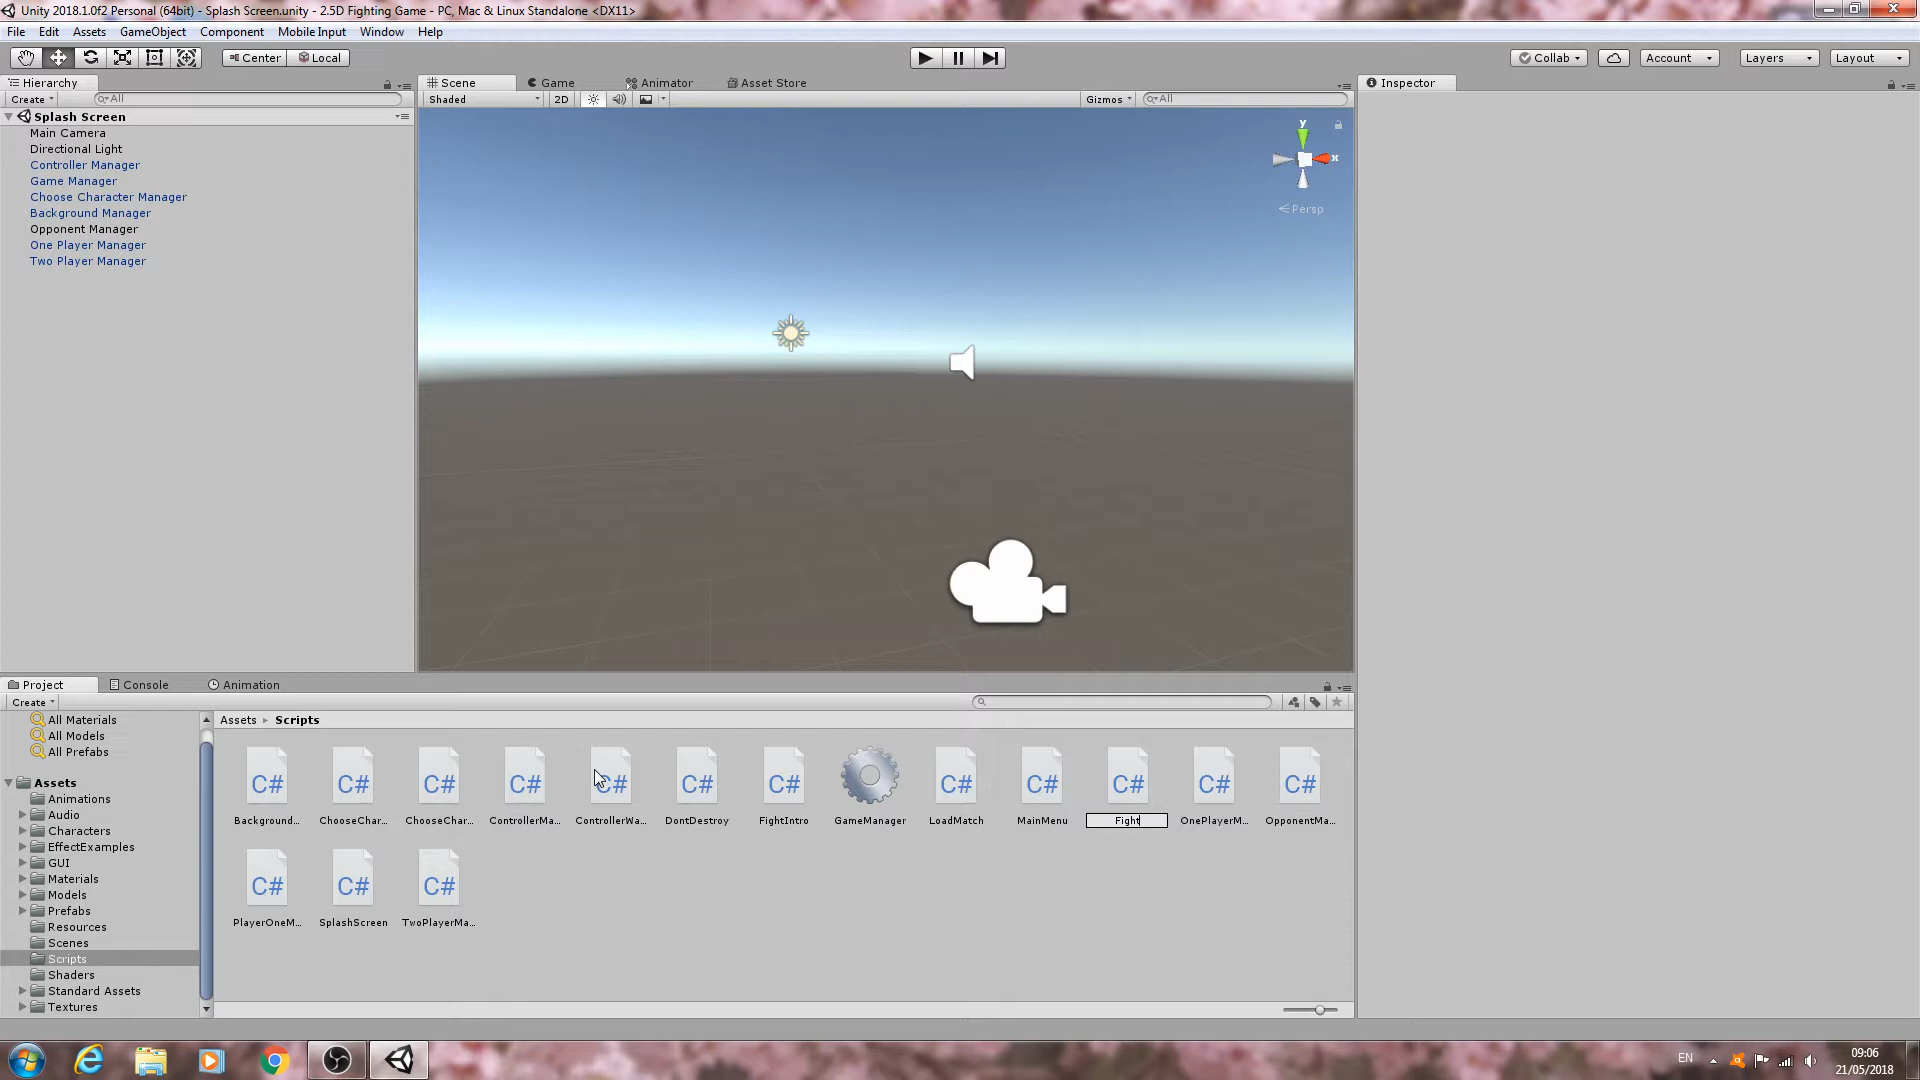 Unity 2018.1.0f2 Personal (64bit) - Splash Screen.unity - 2.5D Fighting Game - PC, Mac & Linux Standalone <DX11>
File Edit Assets GameObject Component Mobile Input Window Help
Center Local Collab Account Layers Layout
Hierarchy Scene Game Animator Asset Store Inspector
Create All Shaded 2D Gizmos All
Splash Screen
Main Camera
Directional Light
Controller Manager
Game Manager
Choose Character Manager
Background Manager
Opponent Manager
One Player Manager
Two Player Manager
y
x
Persp
Project Console Animation
Create
All Materials
All Models
All Prefabs
Assets
Animations
Audio
Characters
EffectExamples
GUI
Materials
Models
Prefabs
Resources
Scenes
Scripts
Shaders
Standard Assets
Textures
Assets Scripts
C# C# C# C# C# C# C# C# C# C# C# C#
Background... ChooseChar... ChooseChar... ControllerMa... ControllerWa... DontDestroy FightIntro GameManager LoadMatch MainMenu Fight OnePlayerM... OpponentMa...
C# C# C#
PlayerOneM... SplashScreen TwoPlayerMa...
EN
09:06
21/05/2018